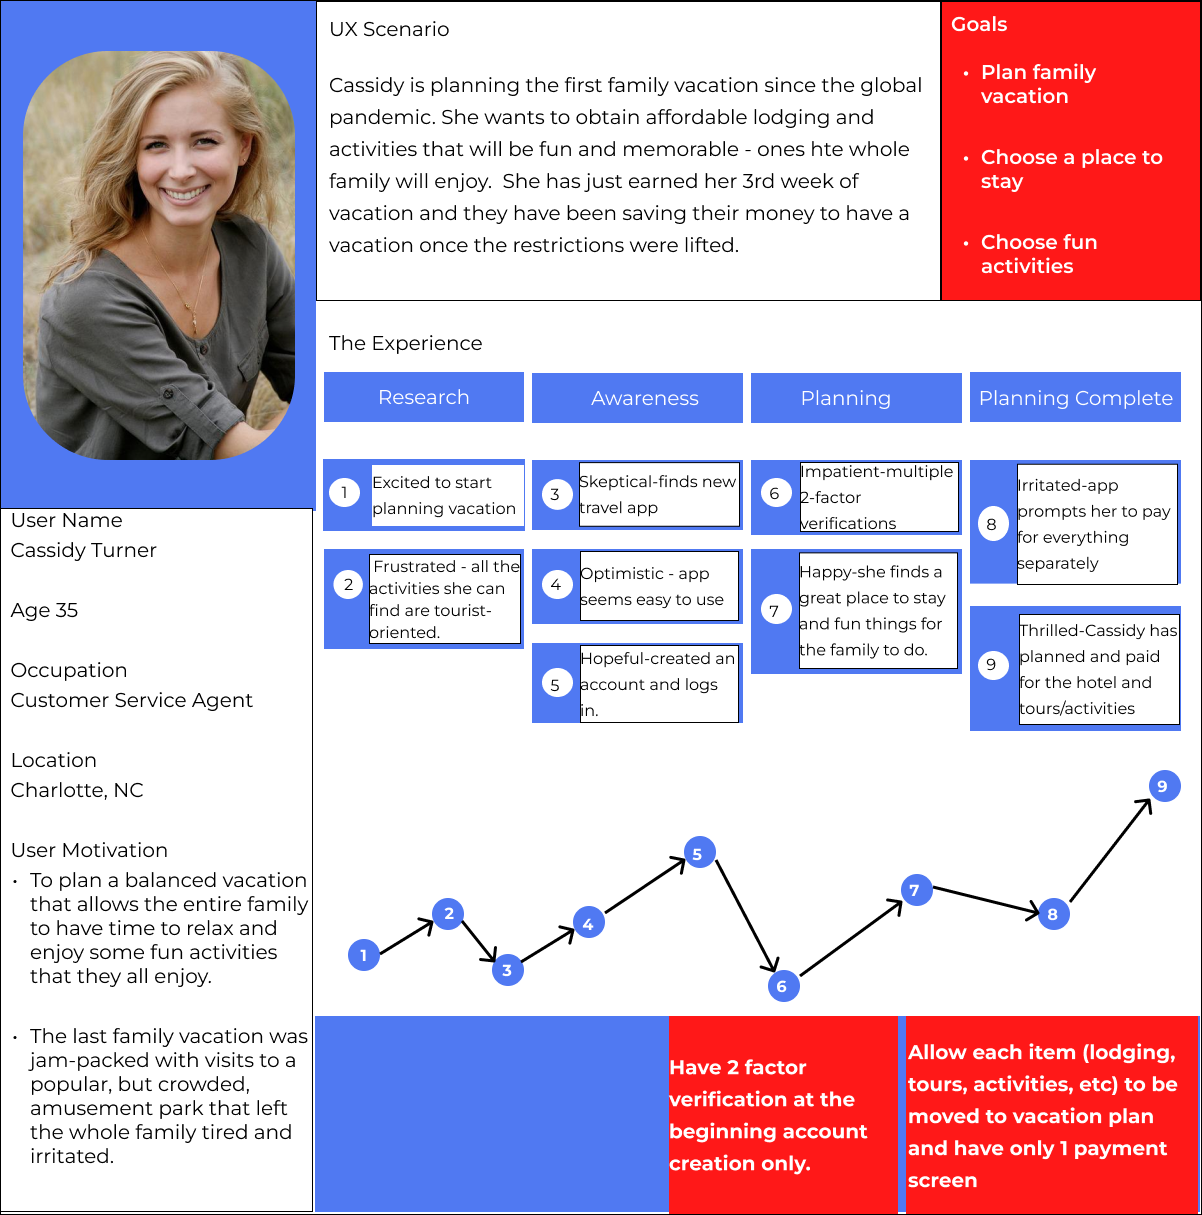 UX Scenario
Cassidy is planning the first family vacation since the global
pandemic. She wants to obtain affordable lodging and
activities that will be fun and memorable - ones hte whole
family will enjoy.  She has just earned her 3rd week of
vacation and they have been saving their money to have a
vacation once the restrictions were lifted.
Goals
• Plan family
vacation
• Choose a place to
stay
• Choose fun
activities
User Name
Cassidy Turner
Age 35
Occupation
Customer Service Agent
Location
Charlotte, NC
User Motivation
• To plan a balanced vacation
that allows the entire family
to have time to relax and
enjoy some fun activities
that they all enjoy.
• The last family vacation was
jam-packed with visits to a
popular, but crowded,
amusement park that left
the whole family tired and
irritated.
The Experience
Research
1
Excited to start
planning vacation
2
Frustrated - all the
activities she can
find are tourist-
oriented.
Awareness
3
Skeptical-finds new
travel app
4
Optimistic - app
seems easy to use
5
Hopeful-created an
account and logs
in.
Planning
6
Impatient-multiple
2-factor
verifications
7
Happy-she finds a
great place to stay
and fun things for
the family to do.
Planning Complete
8
Irritated-app
prompts her to pay
for everything
separately
9
Thrilled-Cassidy has
planned and paid
for the hotel and
tours/activities
1
2
3
4
5
6
7
8
9
Have 2 factor
verification at the
beginning account
creation only.
Allow each item (lodging,
tours, activities, etc) to be
moved to vacation plan
and have only 1 payment
screen